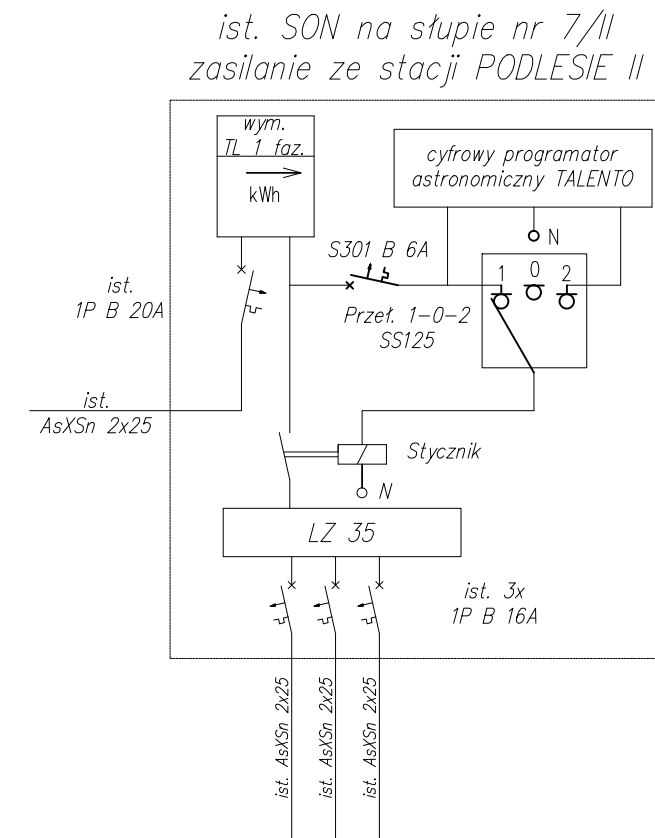 ist. SON na słupie nr 7/II
zasilanie ze stacji PODLESIE II
wym.
TL 1 faz.
kWh
cyfrowy programator
astronomiczny TALENTO
N
S301 B 6A
1 0 2
ist.
1P B 20A
Przeł. 1-0-2
SS125
ist.
AsXSn 2x25
Stycznik
N
LZ 35
ist. 3x
1P B 16A
ist. AsXSn 2x25
ist. AsXSn 2x25
ist. AsXSn 2x25